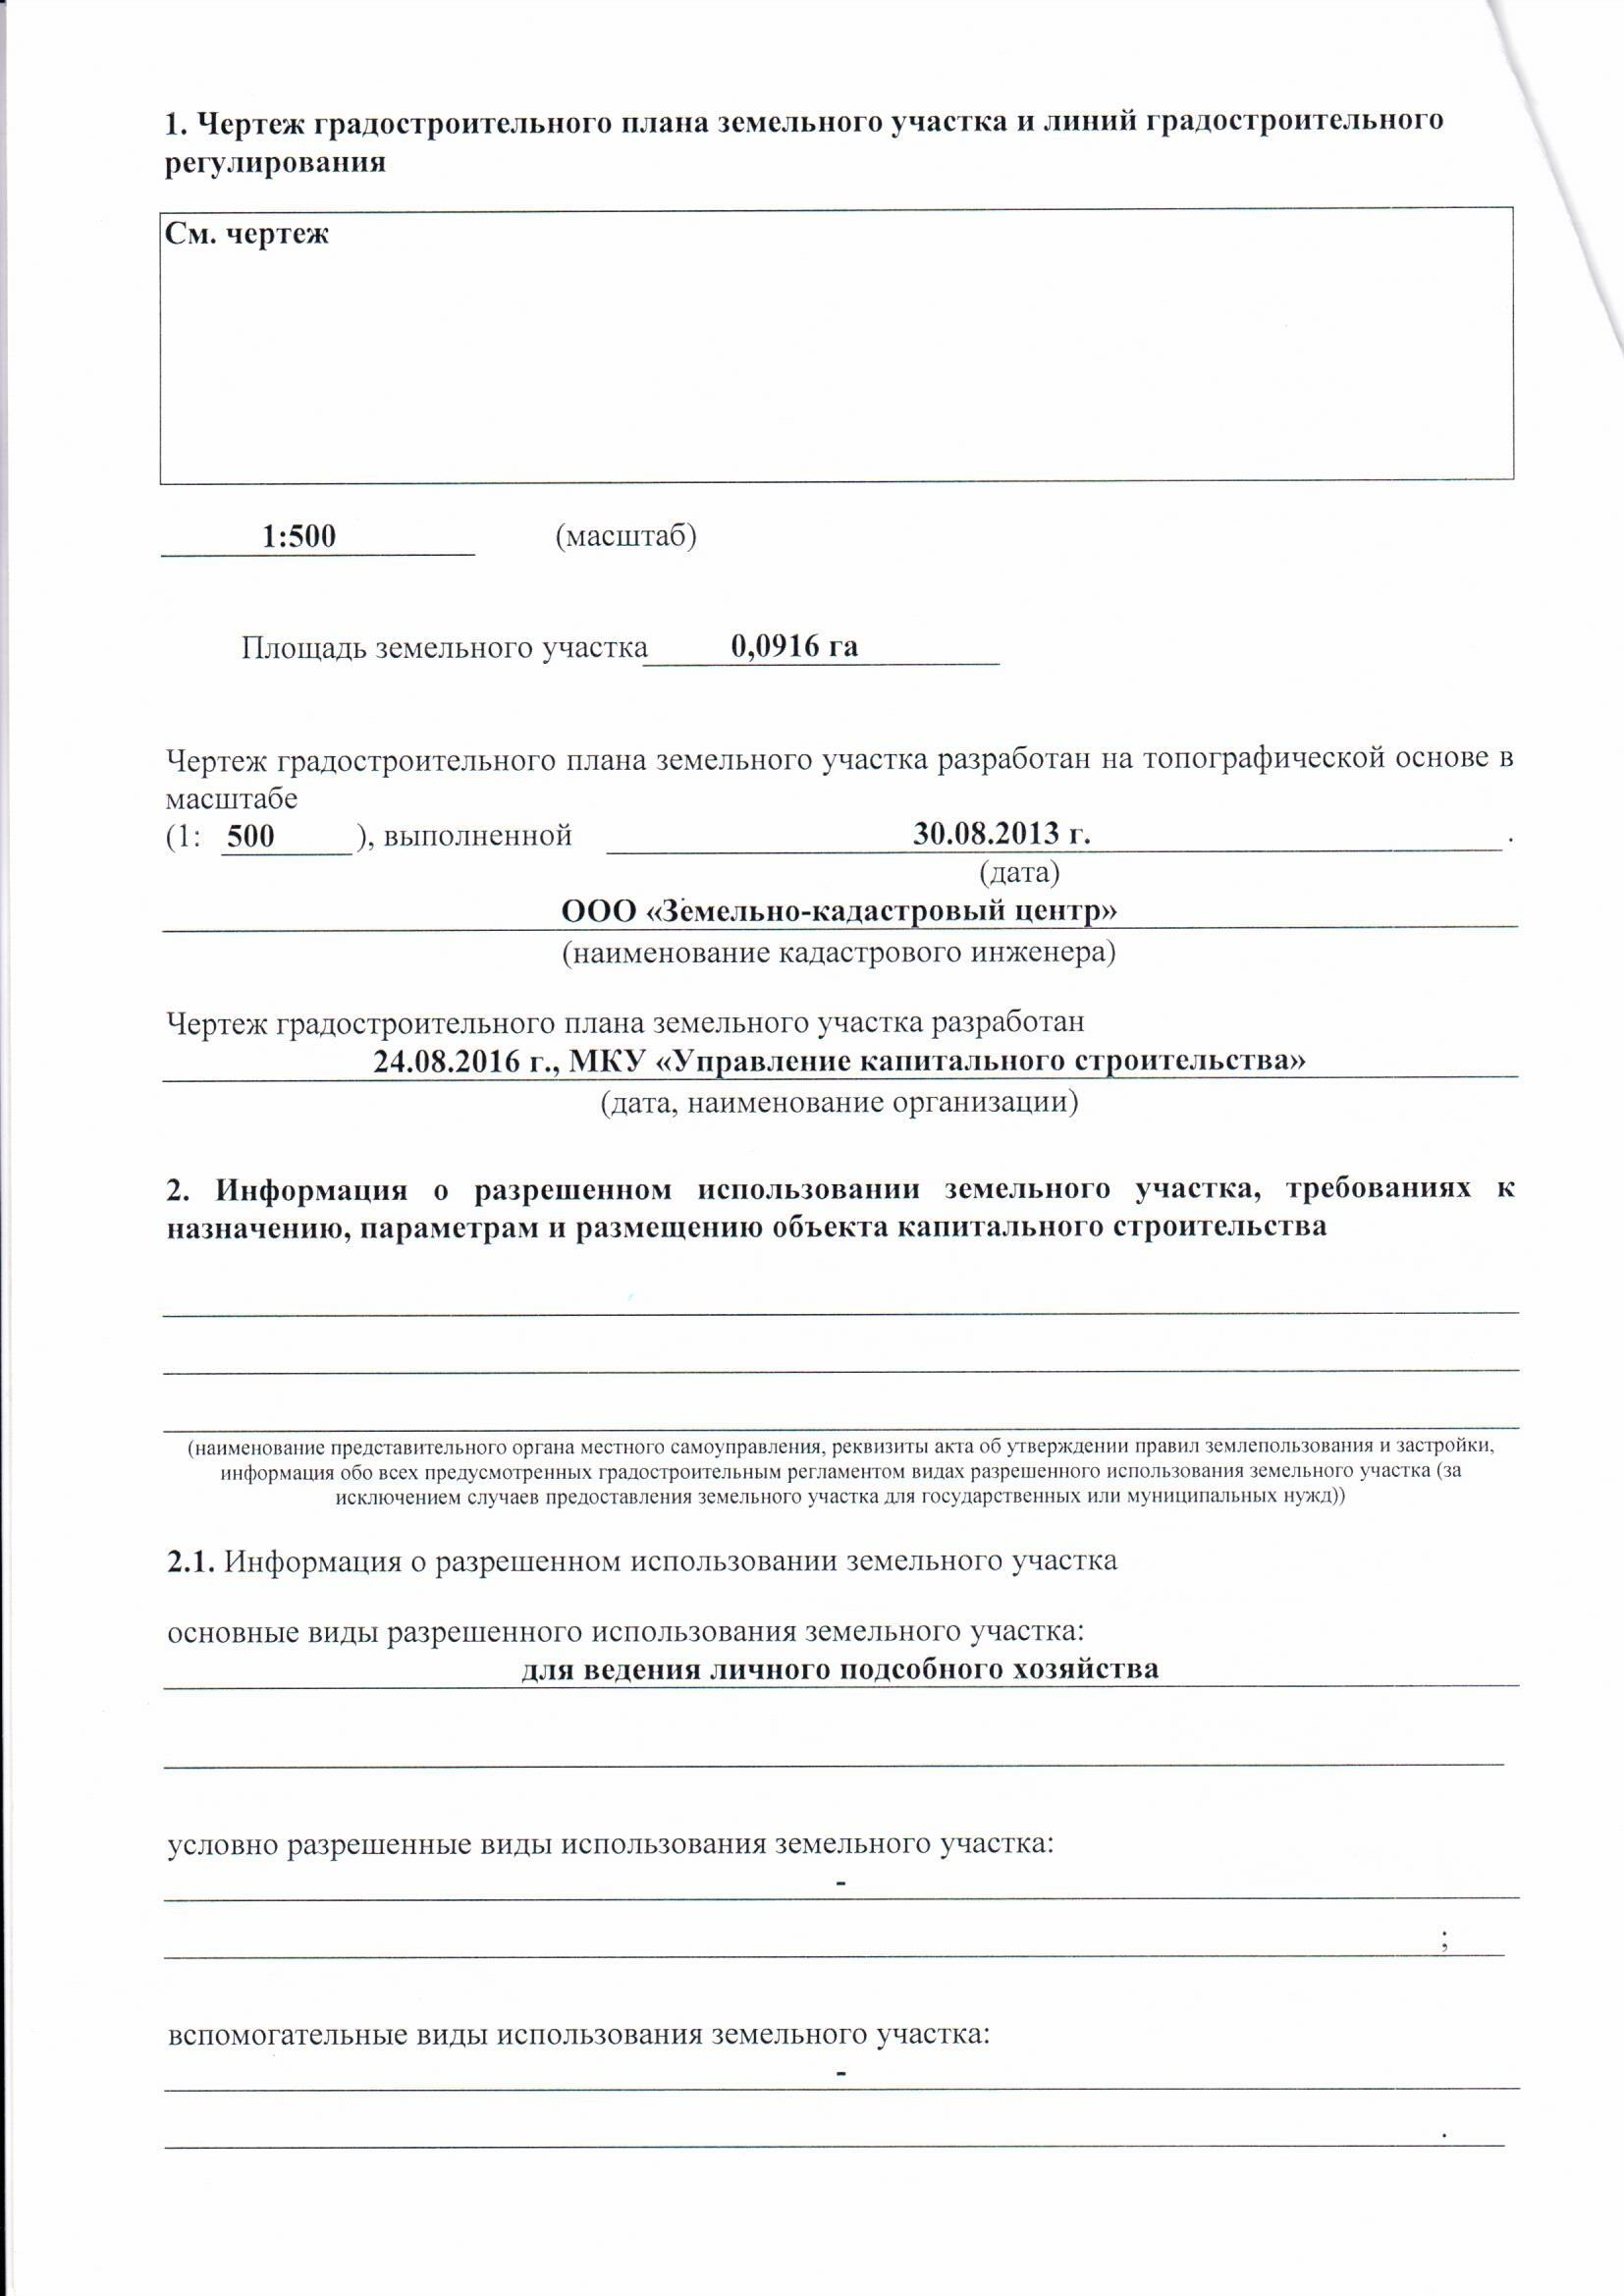 1. Чертеж градостроительного плана земельного участка и линий градостроительного
регулирования
См. чертеж
1:500 (масштаб)
Площадь земельного участка 0,0916 га
Чертеж градостроительного плана земельного участка разработан на топографической основе в
масштабе
(1: 500 ), выполненной 30.08.2013 г. .
(дата)
ООО «Земельно-кадастровый центр»
(наименование кадастрового инженера)
Чертеж градостроительного плана земельного участка разработан
24.08.2016 г., МКУ «Управление капитального строительства»
(дата, наименование организации)
2. Информация о разрешенном использовании земельного участка, требованиях к
назначению, параметрам и размещению объекта капитального строительства
(наименование представительного органа местного самоуправления, реквизиты акта об утверждении правил землепользования и застройки,
информация обо всех предусмотренных градостроительным регламентом видах разрешенного использования земельного участка (за
исключением случаев предоставления земельного участка для государственных или муниципальных нужд))
2.1. Информация о разрешенном использовании земельного участка
основные виды разрешенного использования земельного участка:
для ведения личного подсобного хозяйства
условно разрешенные виды использования земельного участка:
-
;
вспомогательные виды использования земельного участка:
-
.